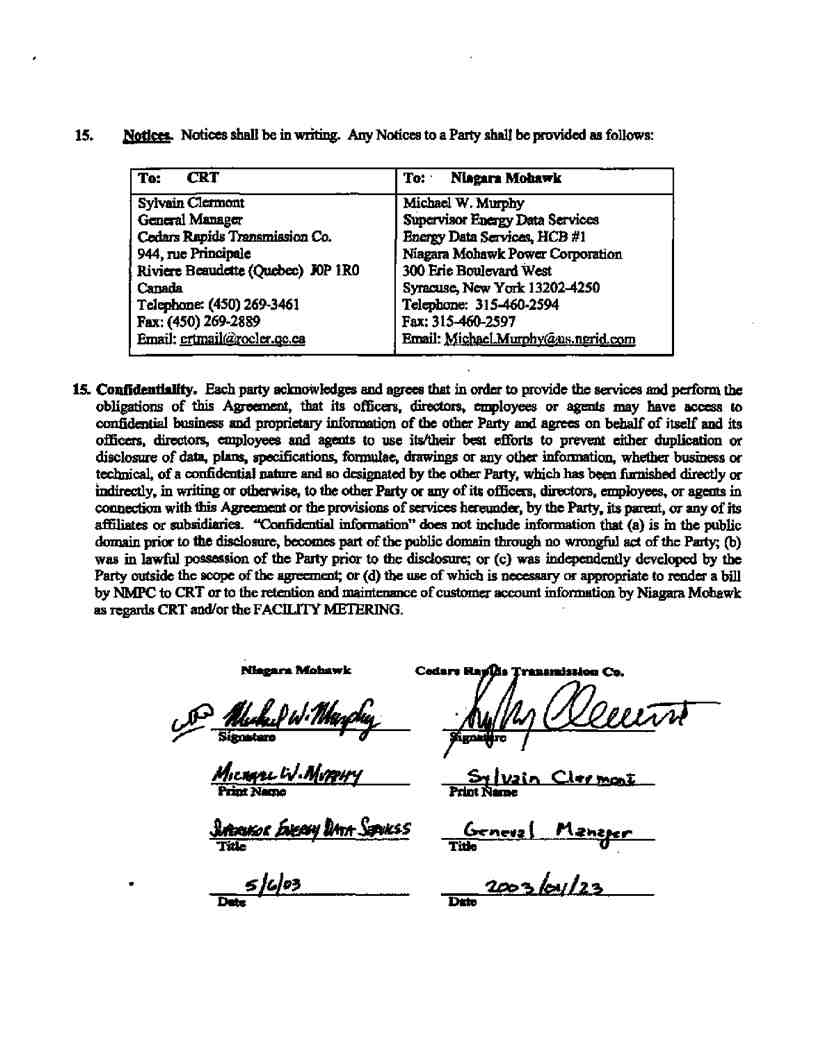 15. Notices. Notices shall be in writing. Any Notices to a Party shall be provided as follows:
To: CRT
Sylvain Clermont
General Manager
Cedars Rapids Transmission Co.
944, rue Principale
Riviere Beaudette (Quebec) J0P 1R0
Canada
Telephone: (450) 269-3461
Fax: (450) 269-2889
Email: crtmail@rocler.qc.ca
To: Niagara Mohawk
Michael W. Murphy
Supervisor Energy Data Services
Energy Data Services, HCB #1
Niagara Mohawk Power Corporation
300 Erie Boulevard West
Syracuse, New York 13202-4250
Telephone: 315-460-2594
Fax: 315-460-2597
Email: Michael.Murphy@us.ngrid.com
15. Confidentiality. Each party acknowledges and agrees that in order to provide the services and perform the
obligations of this Agreement, that its officers, directors, employees or agents may have access to
confidential business and proprietary information of the other Party and agrees on behalf of itself and its
officers, directors, employees and agents to use its/their best efforts to prevent either duplication or
disclosure of data, plans, specifications, formulae, drawings or any other information, whether business or
technical, of a confidential nature and so designated by the other Party, which has been furnished directly or
indirectly, in writing or otherwise, to the other Party or any of its officers, directors, employees, or agents in
connection with this Agreement or the provisions of services hereunder, by the Party, its parent, or any of its
affiliates or subsidiaries. "Confidential information" does not include information that (a) is in the public
domain prior to the disclosure, becomes part of the public domain through no wrongful act of the Party; (b)
was in lawful possession of the Party prior to the disclosure; or (c) was independently developed by the
Party outside the scope of the agreement; or (d) the use of which is necessary or appropriate to render a bill
by NMPC to CRT or to the retention and maintenance of customer account information by Niagara Mohawk
as regards CRT and/or the FACILITY METERING.
Niagara Mohawk
Michael W. Murphy
Signature
Michael W. Murphy
Print Name
Supervisor Energy Data Services
Title
5/6/03
Date
Cedars Rapids Transmission Co.
Clermont
Signature
Sylvain Clermont
Print Name
General Manager
Title
2003/04/23
Date